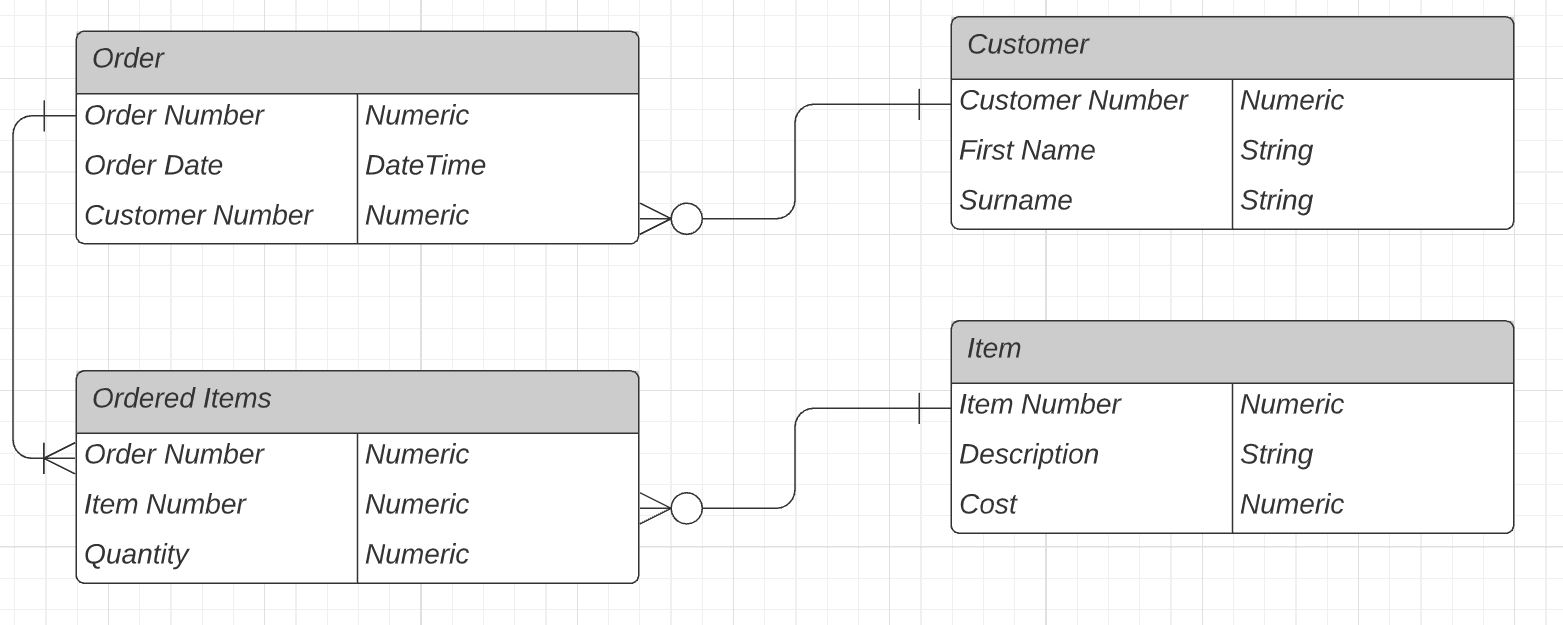 Order
Order Number Numeric
Order Date DateTime
Customer Number Numeric
Customer
Customer Number Numeric
First Name String
Surname String
Ordered Items
Order Number Numeric
Item Number Numeric
Quantity Numeric
Item
Item Number Numeric
Description String
Cost Numeric